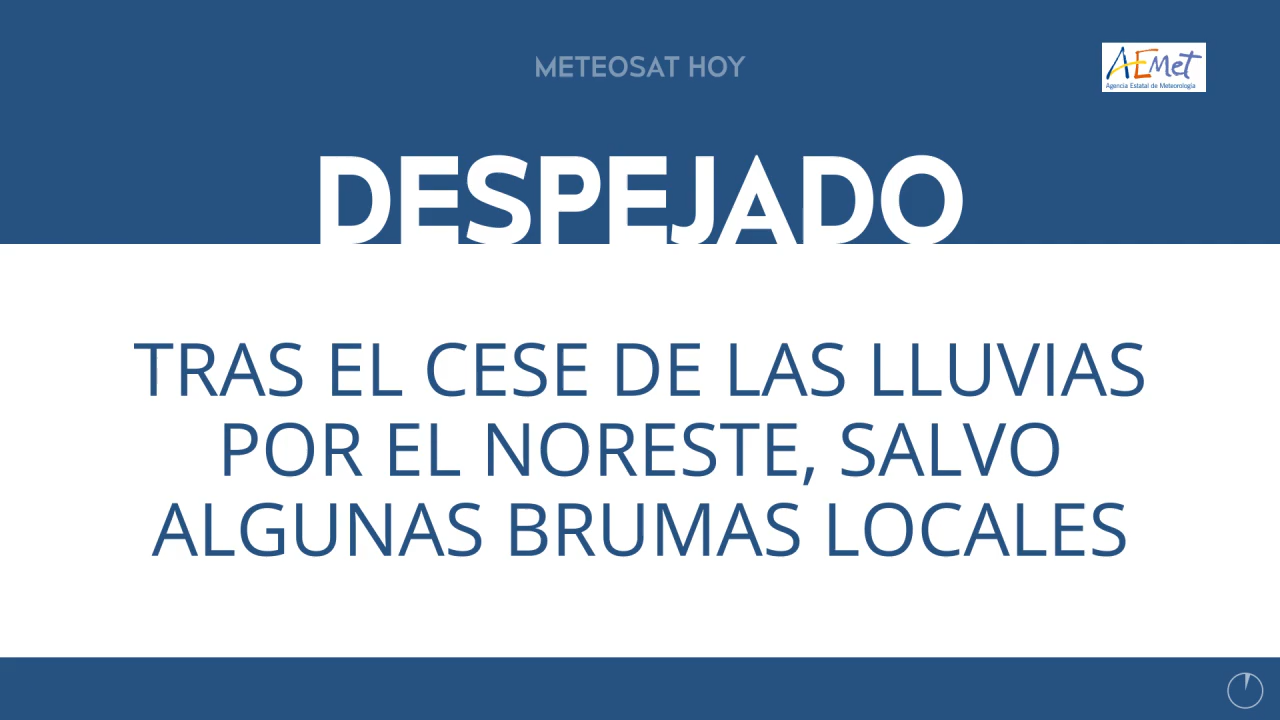 METEOSAT HOY
AEMet
Agencia Estatal de Meteorología
DESPEJADO
TRAS EL CESE DE LAS LLUVIAS
POR EL NORESTE, SALVO
ALGUNAS BRUMAS LOCALES